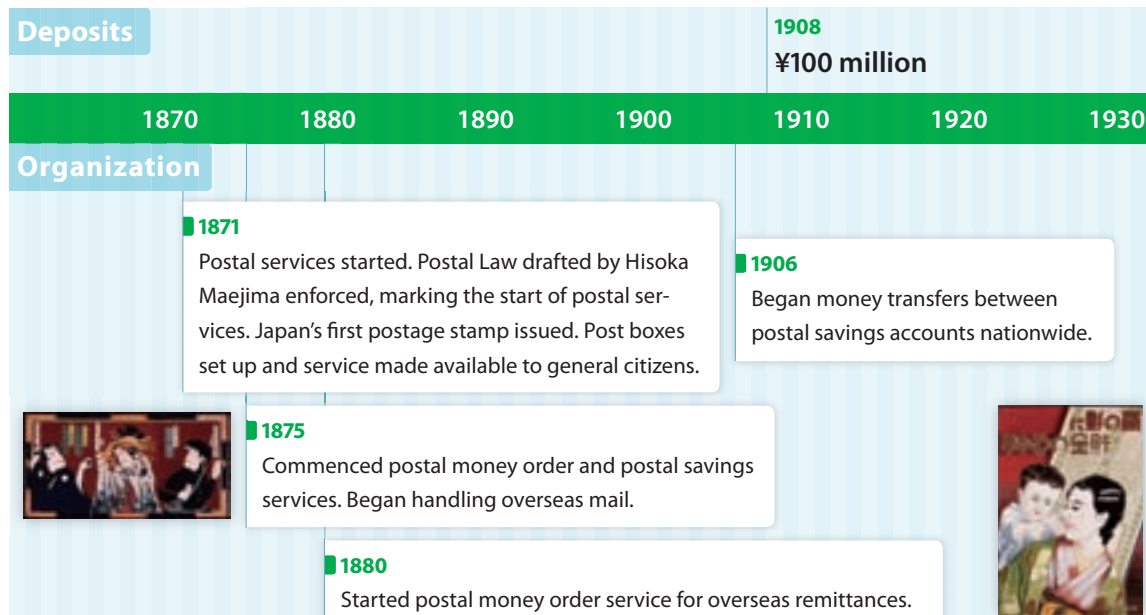 Deposits
1908
¥100 million
1870 1880 1890 1900 1910 1920 1930
Organization
1871
Postal services started. Postal Law drafted by Hisoka
Maejima enforced, marking the start of postal ser-
vices. Japan's first postage stamp issued. Post boxes
set up and service made available to general citizens.
1906
Began money transfers between
postal savings accounts nationwide.
1875
Commenced postal money order and postal savings
services. Began handling overseas mail.
1880
Started postal money order service for overseas remittances.